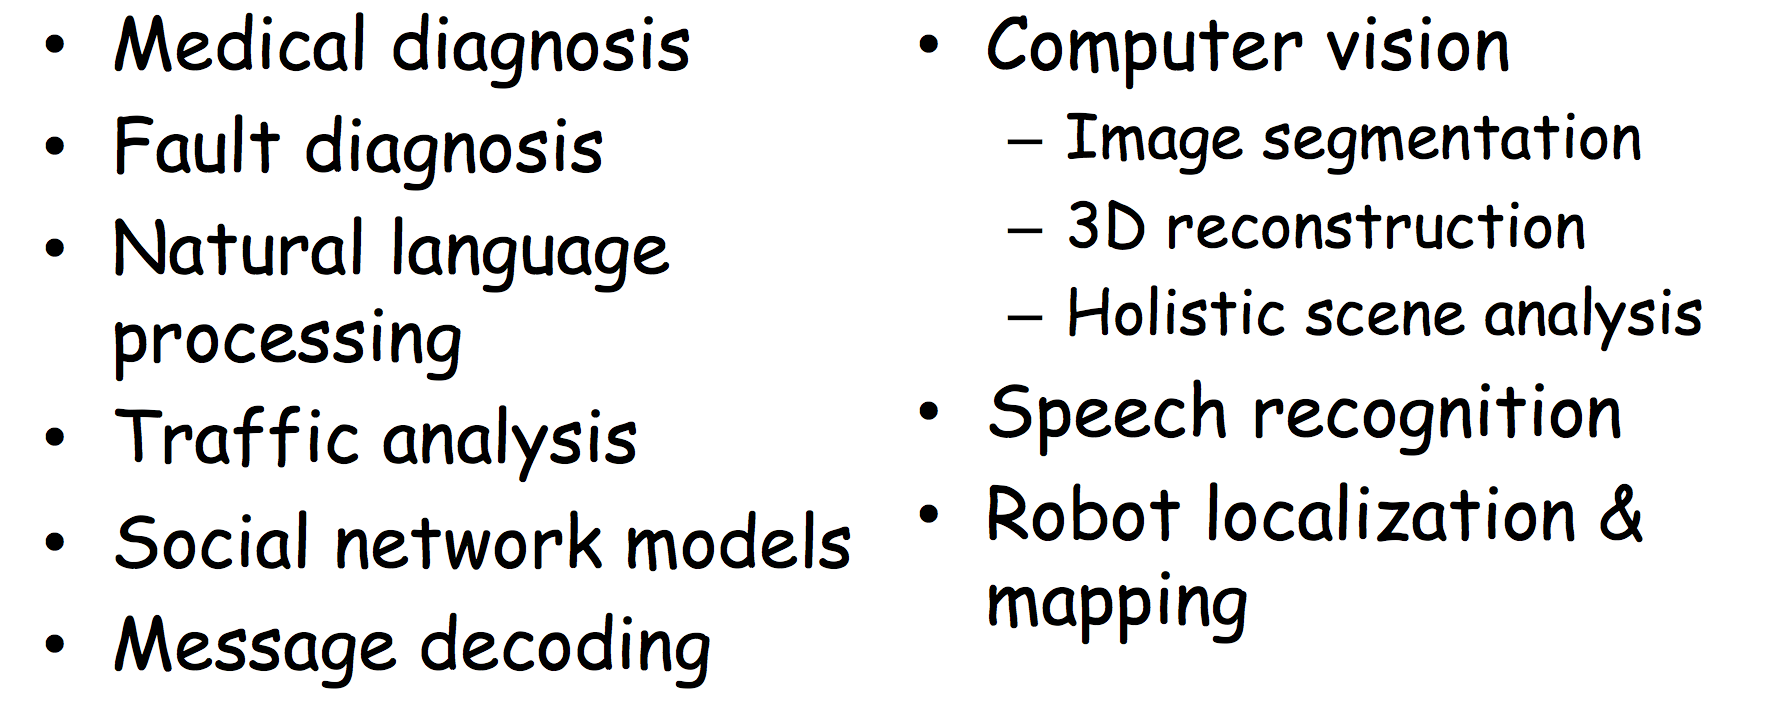 • Medical diagnosis
• Fault diagnosis
• Natural language
processing
• Traffic analysis
• Social network models
• Message decoding
• Computer vision
– Image segmentation
– 3D reconstruction
– Holistic scene analysis
• Speech recognition
• Robot localization &
mapping